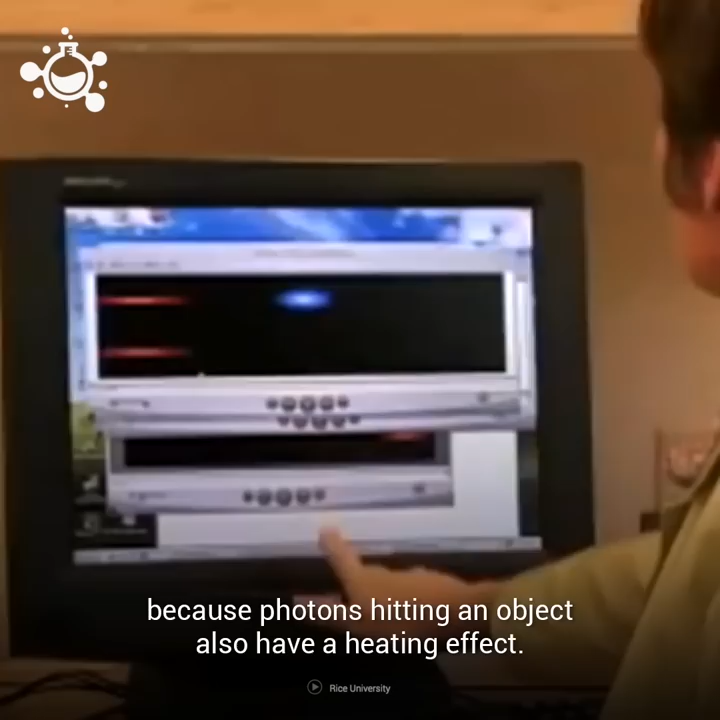 because photons hitting an object
also have a heating effect.
Rice University